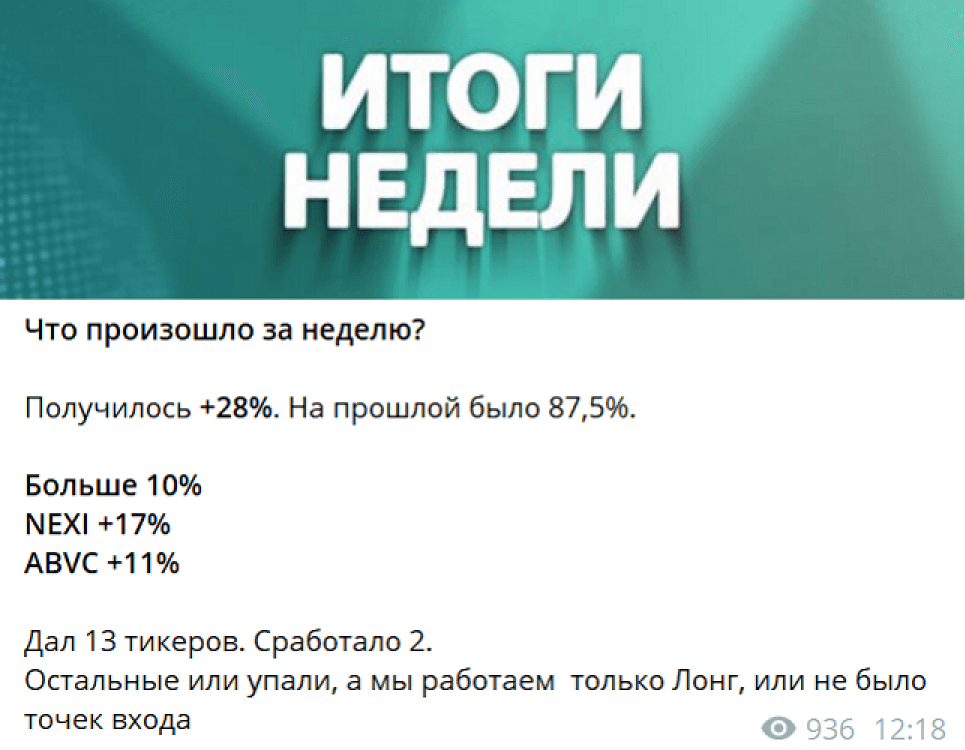 ИТОГИ
НЕДЕЛИ
Что произошло за неделю?
Получилось +28%. На прошлой было 87,5%.
Больше 10%
NEXI +17%
ABVC +11%
Дал 13 тикеров. Сработало 2.
Остальные или упали, а мы работаем  только Лонг, или не было
точек входа
936 12:18